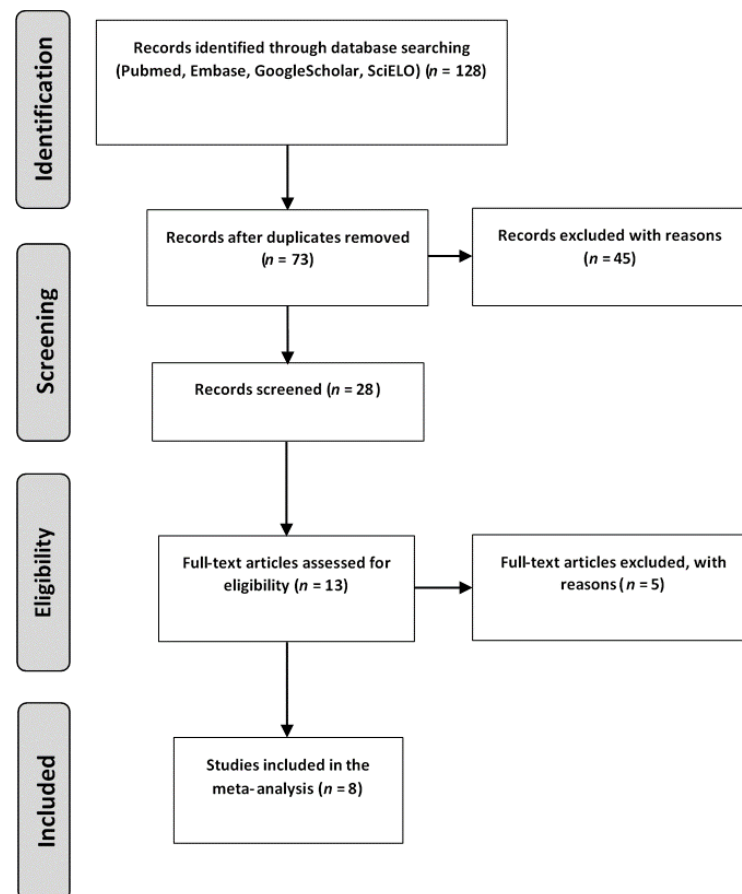 Identification
Records identified through database searching
(Pubmed, Embase, GoogleScholar, SciELO) (n = 128)
Screening
Records after duplicates removed
(n = 73)
Records excluded with reasons
(n = 45)
Records screened (n = 28 )
Eligibility
Full-text articles assessed for
eligibility (n = 13)
Full-text articles excluded, with
reasons ( n = 5)
Included
Studies included in the
meta- analysis (n = 8)